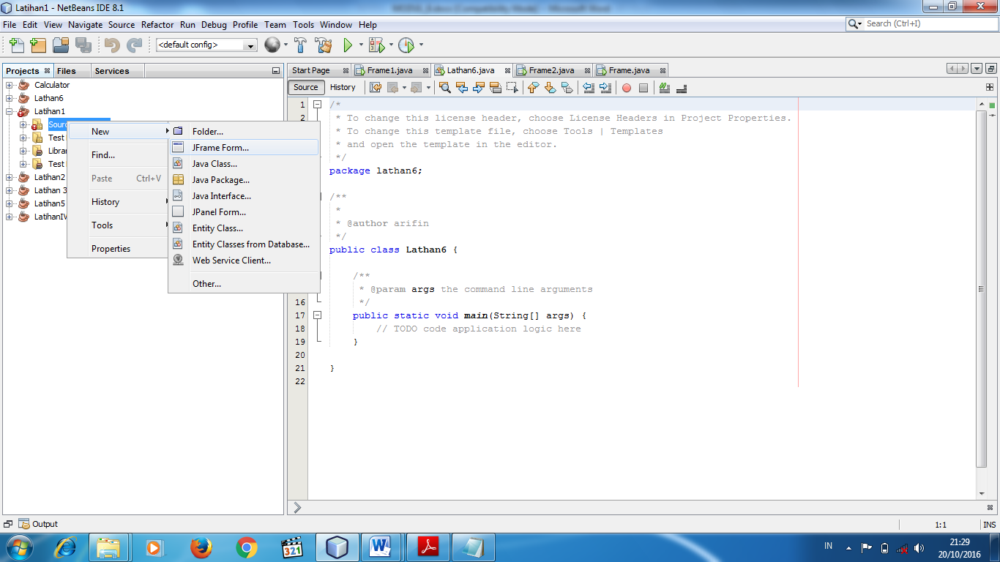 Latihan1 - NetBeans IDE 8.1
File Edit View Navigate Source Refactor Run Debug Profile Team Tools Window Help
Search (Ctrl+I)
<default config>
Projects Files Services
Start Page Frame1.java Lathan6.java Frame2.java Frame.java
Source History
Calculator
Lathan6
Latihan1
Sourc
Test
Librar
Test
Latihan2
Latihan 3
Latihan5
LatihanIV
New
Find...
Paste Ctrl+V
History
Tools
Properties
Folder...
JFrame Form...
Java Class...
Java Package...
Java Interface...
JPanel Form...
Entity Class...
Entity Classes from Database...
Web Service Client...
Other...
1 /*
2 * To change this license header, choose License Headers in Project Properties.
* To change this template file, choose Tools | Templates
* and open the template in the editor.
*/
package lathan6;
/**
*
* @author arifin
*/
public class Lathan6 {
/**
* @param args the command line arguments
16 */
17 public static void main(String[] args) {
18 // TODO code application logic here
19 }
20
21 }
22
Output
1:1 INS
321
IN
21:29
20/10/2016